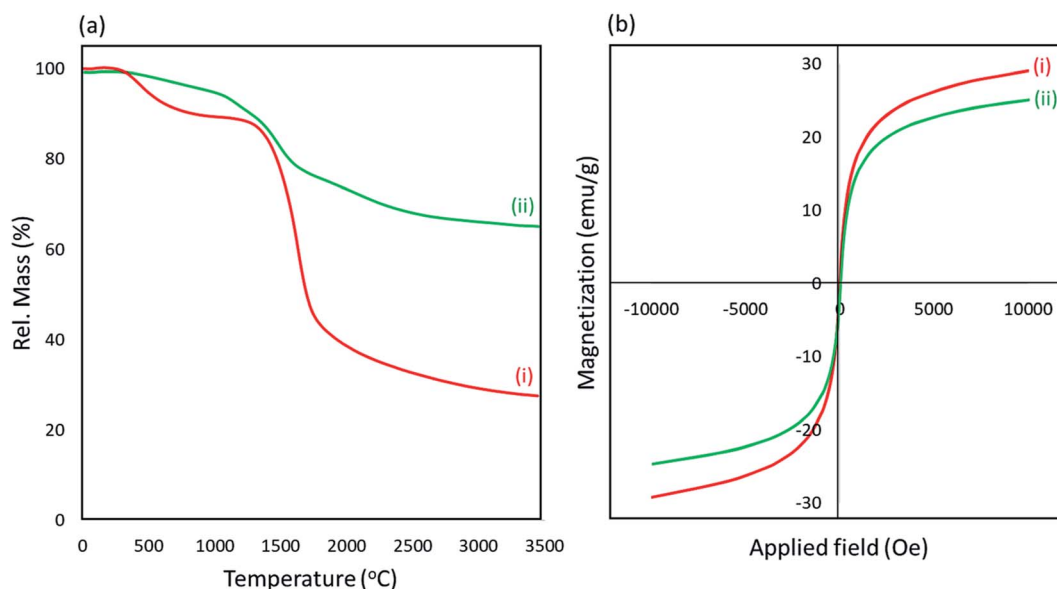 (a)
100
80
60
40
20
0
0 500 1000 1500 2000 2500 3000 3500
Rel. Mass (%)
Temperature (°C)
(ii)
(i)
(b)
30
20
10
0
-10
-20
-30
-10000 -5000 0 5000 10000
Magnetization (emu/g)
Applied field (Oe)
(i)
(ii)